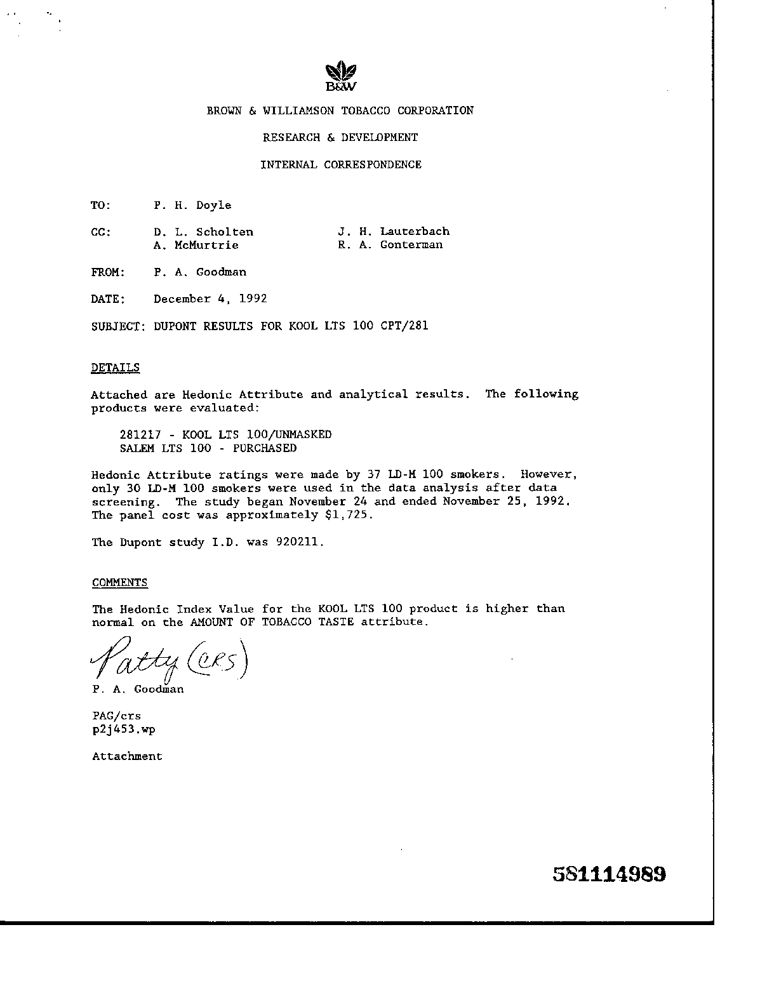 B&W
BROWN & WILLIAMSON TOBACCO CORPORATION
RESEARCH & DEVELOPMENT
INTERNAL CORRESPONDENCE
TO: P. H. Doyle
CC: D. L. Scholten J. H. Lauterbach
A. McMurtrie R. A. Gonterman
FROM: P. A. Goodman
DATE: December 4, 1992
SUBJECT: DUPONT RESULTS FOR KOOL LTS 100 CPT/281
DETAILS
Attached are Hedonic Attribute and analytical results. The following
products were evaluated:
281217 - KOOL LTS 100/UNMASKED
SALEM LTS 100 - PURCHASED
Hedonic Attribute ratings were made by 37 LD-M 100 smokers. However,
only 30 LD-M 100 smokers were used in the data analysis after data
screening. The study began November 24 and ended November 25, 1992.
The panel cost was approximately $1,725.
The Dupont study I.D. was 920211.
COMMENTS
The Hedonic Index Value for the KOOL LTS 100 product is higher than
normal on the AMOUNT OF TOBACCO TASTE attribute.
Patty (CRS)
P. A. Goodman
PAG/crs
p2j453.wp
Attachment
581114989